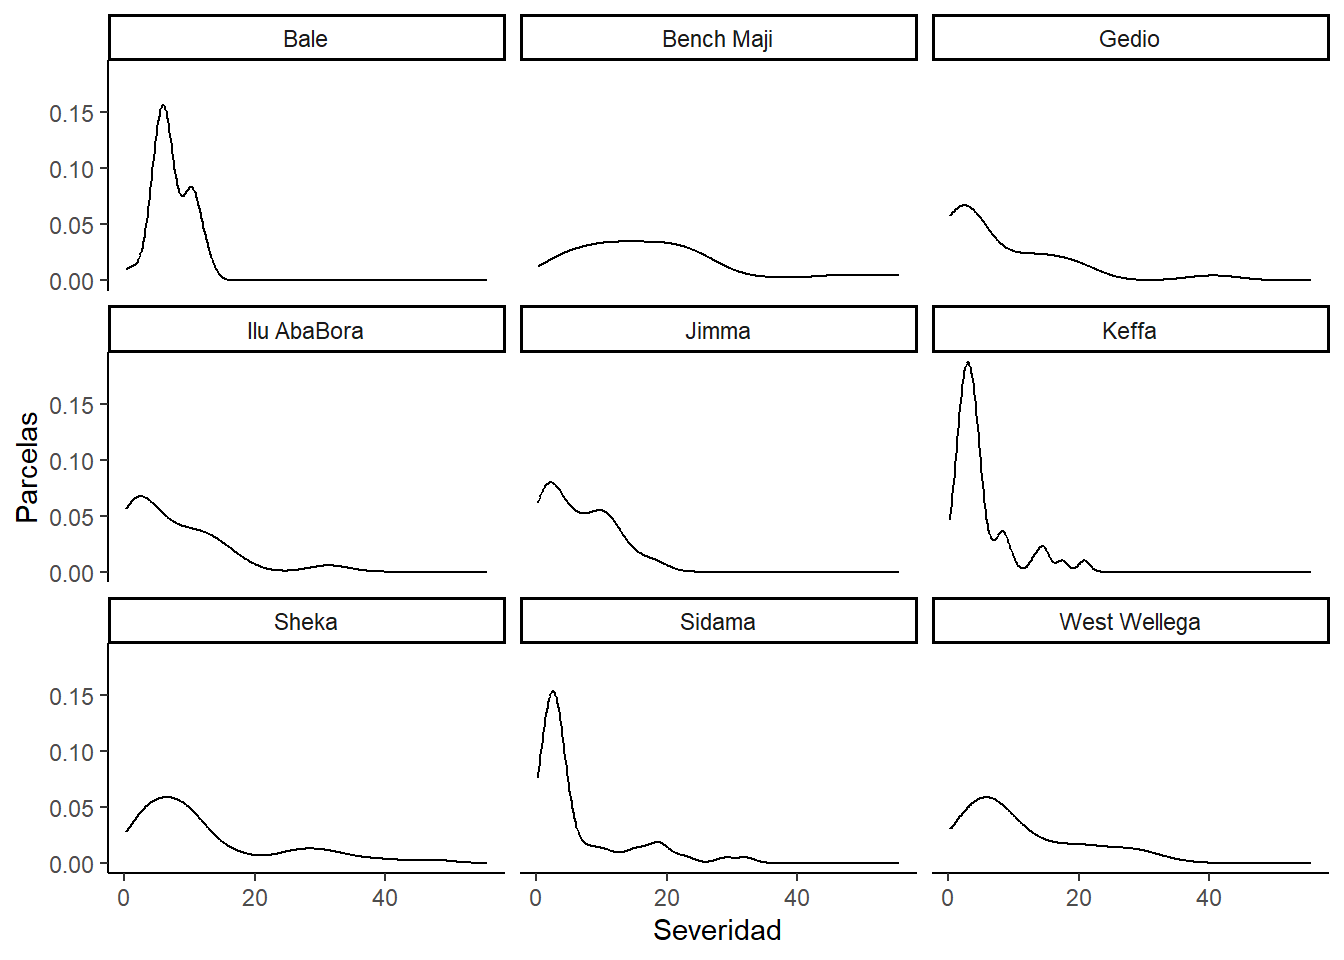 Bale
Bench Maji
Gedio
0.15
0.10
0.05
0.00
Ilu AbaBora
Jimma
Keffa
0.15
0.10
0.05
0.00
Parcelas
Sheka
Sidama
West Wellega
0.15
0.10
0.05
0.00
0 20 40
0 20 40
0 20 40
Severidad